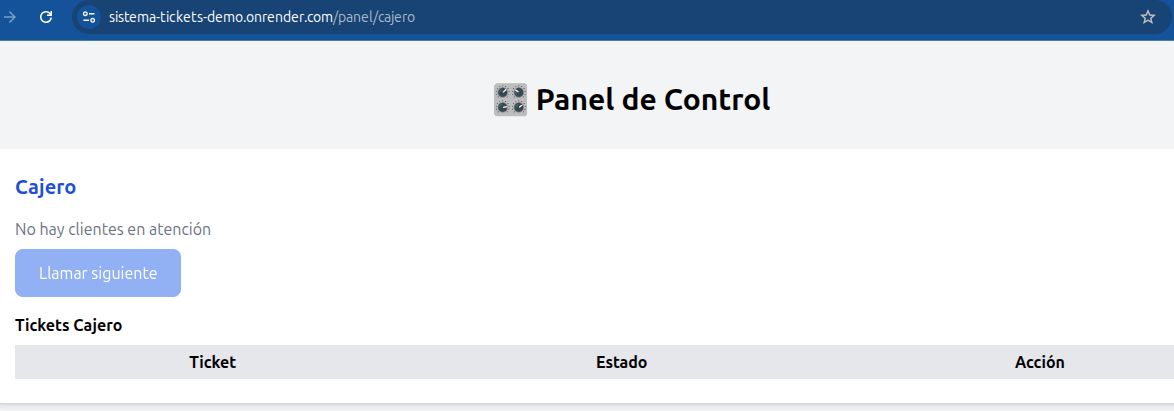 sistema-tickets-demo.onrender.com/panel/cajero
Panel de Control
Cajero
No hay clientes en atención
Llamar siguiente
Tickets Cajero
Ticket Estado Acción